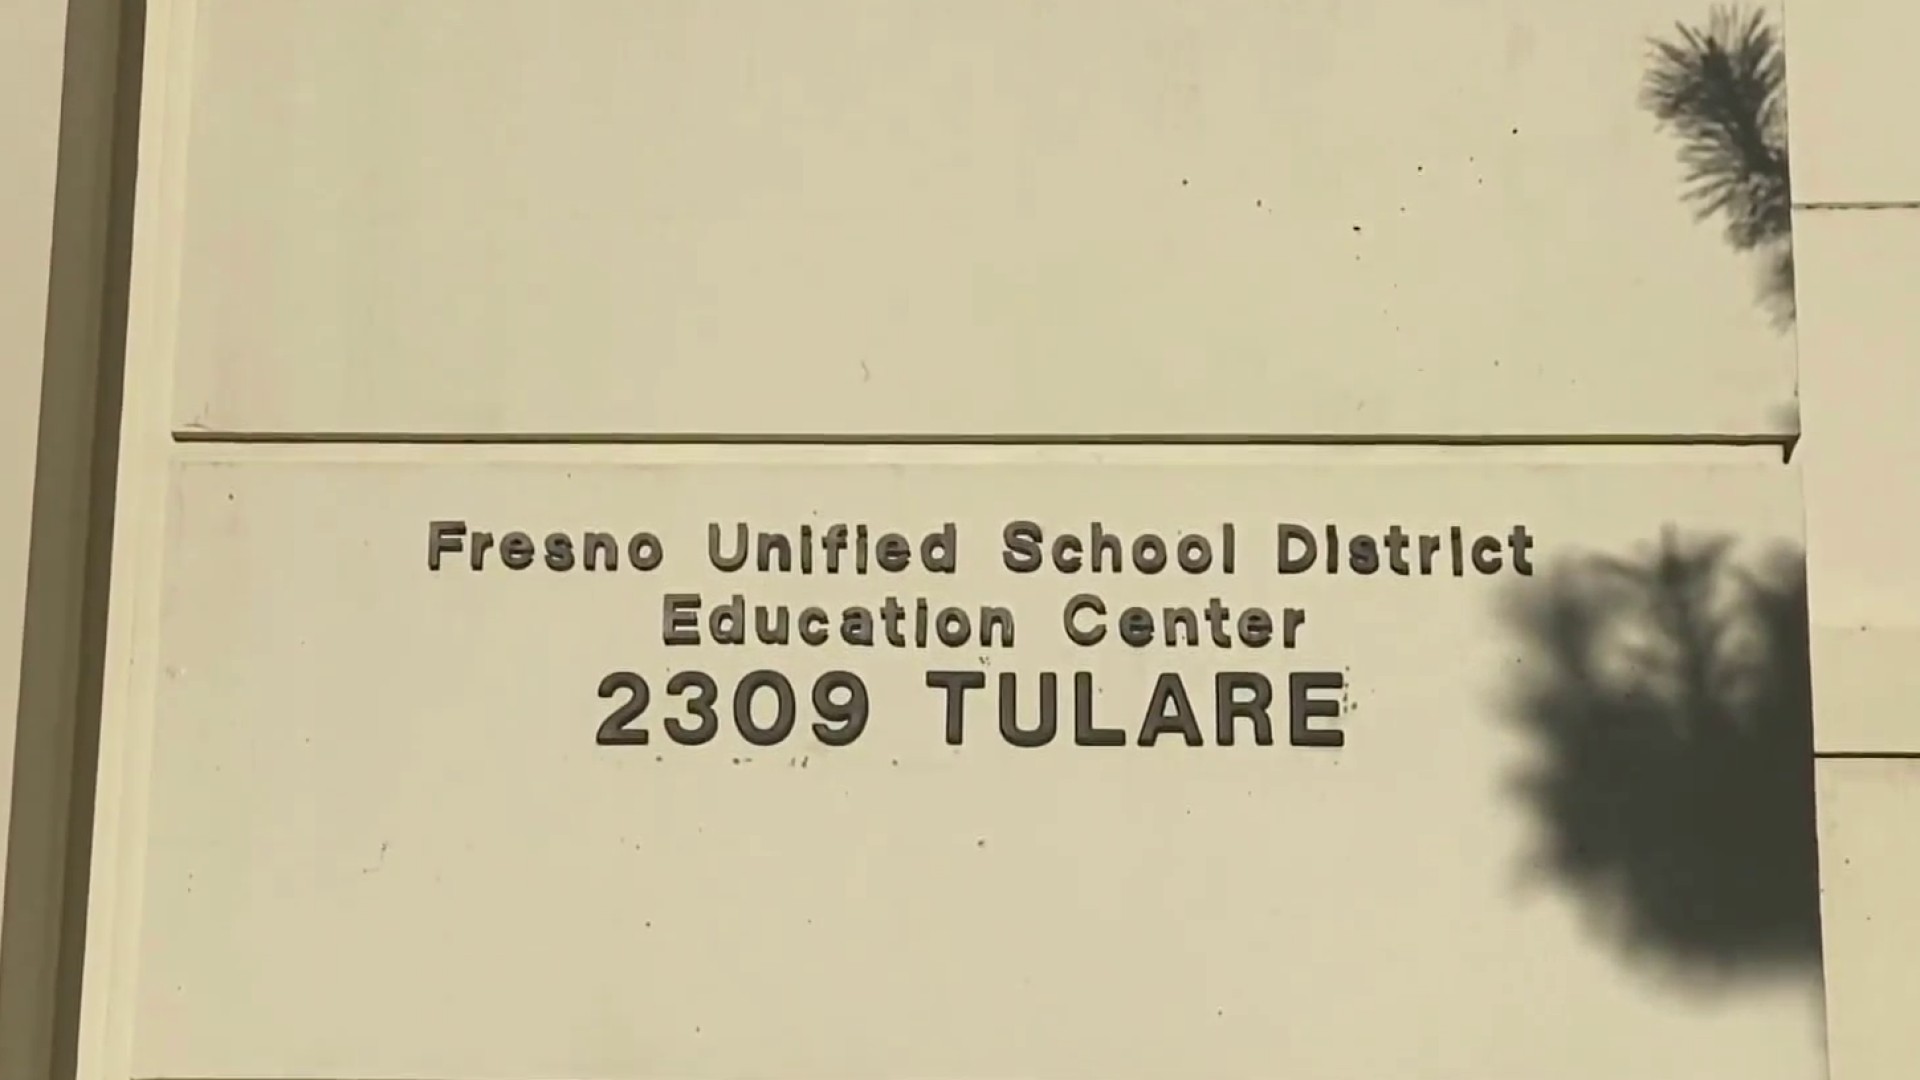 Fresno Unified School District
Education Center
2309 TULARE